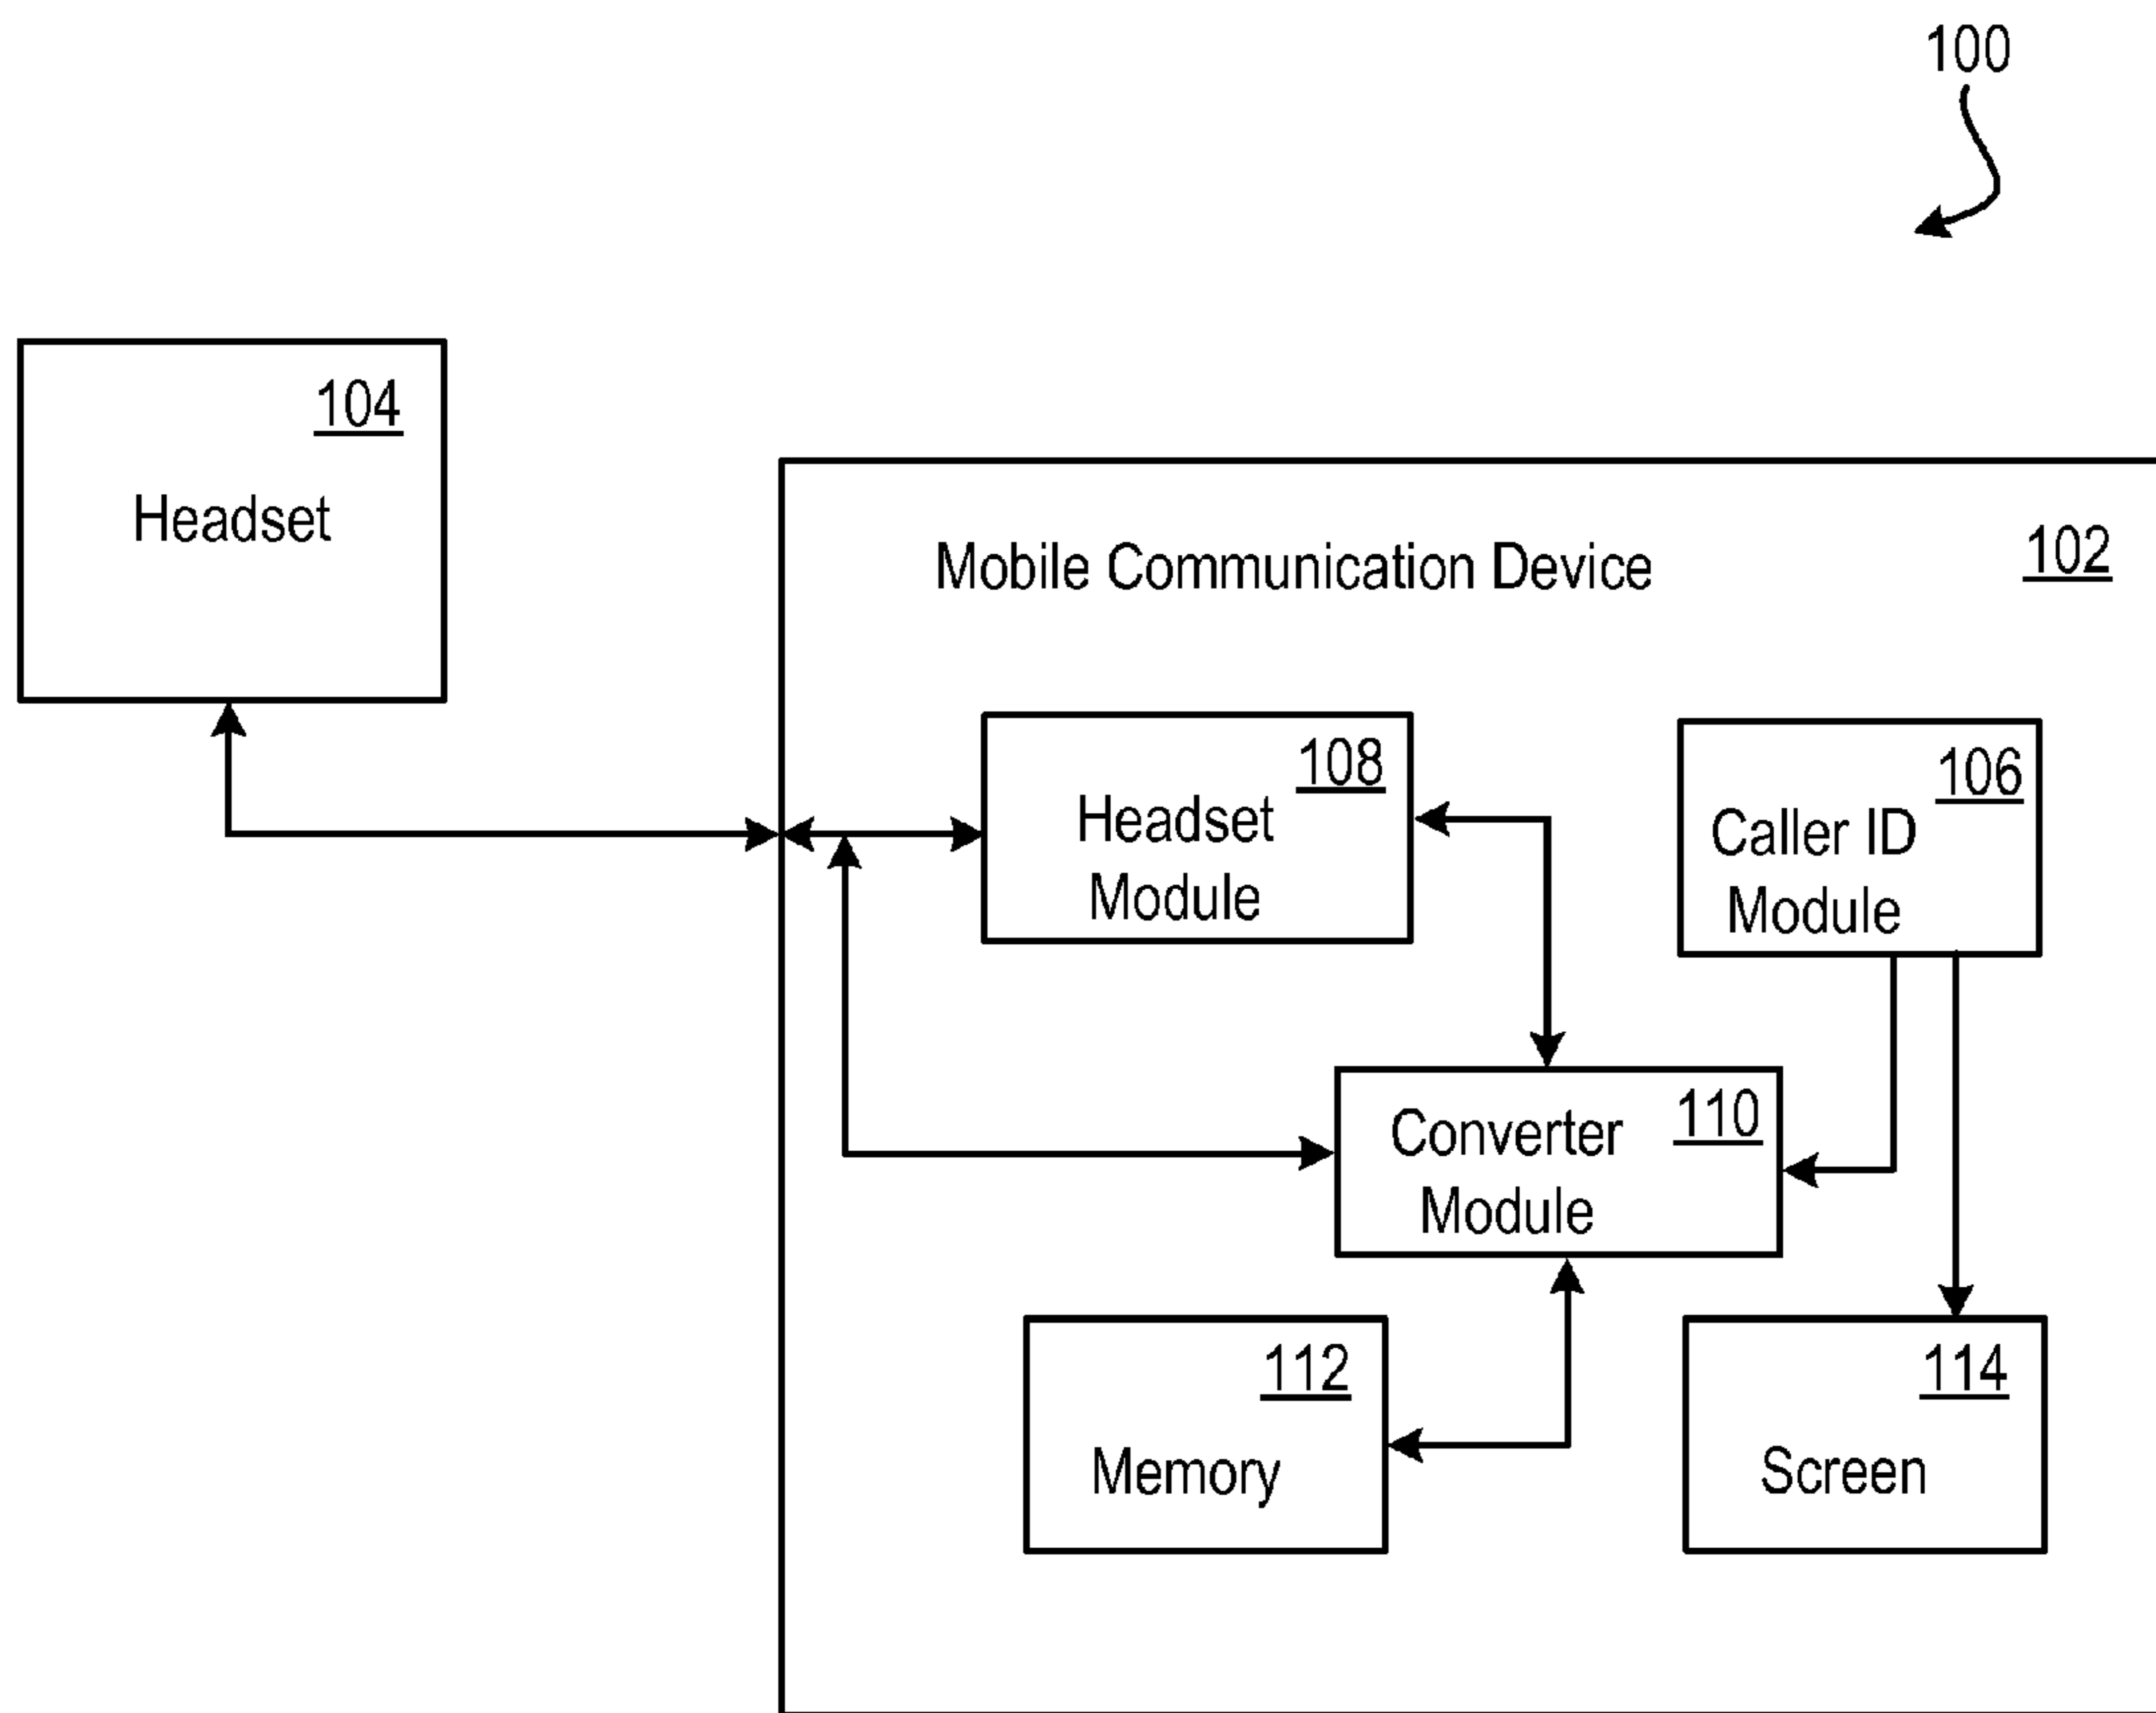 100
104
Headset
Mobile Communication Device
102
108
Headset
Module
106
Caller ID
Module
110
Converter
Module
112
Memory
114
Screen